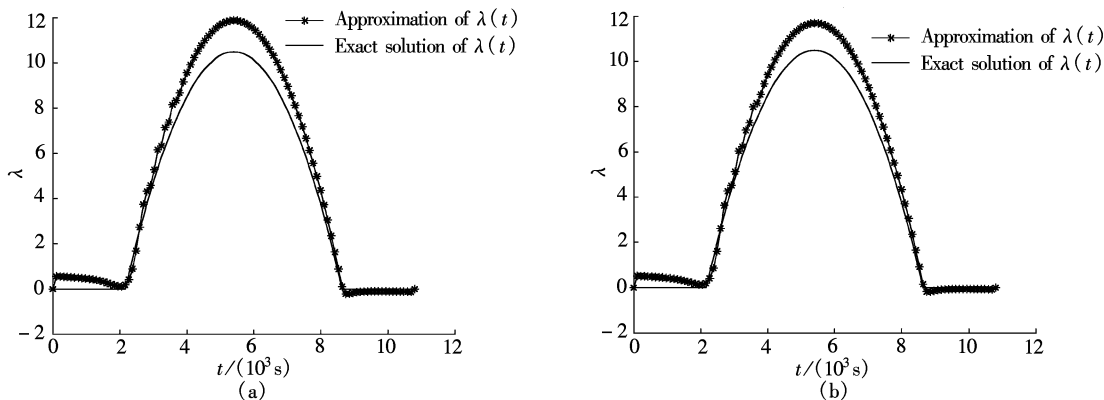 12
10
8
6
4
2
0
−2
λ
Approximation of λ(t)
Exact solution of λ(t)
0 2 4 6 8 10 12
t/(10³s)
(a)
12
10
8
6
4
2
0
−2
λ
Approximation of λ(t)
Exact solution of λ(t)
0 2 4 6 8 10 12
t/(10³s)
(b)